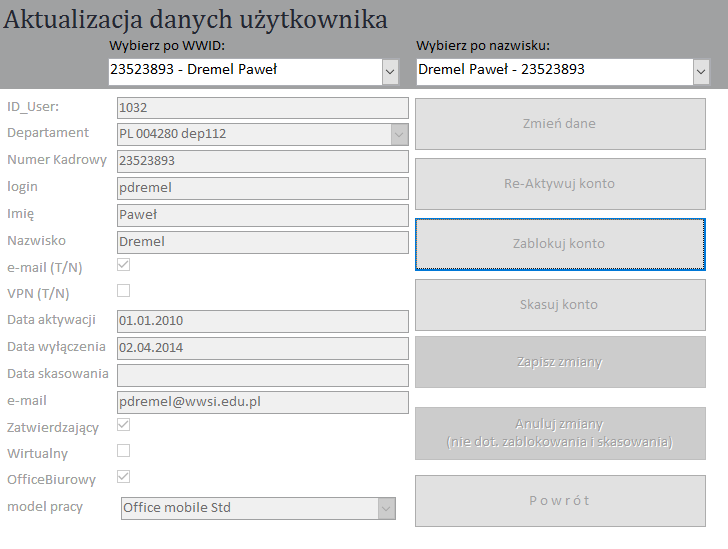 Aktualizacja danych użytkownika
Wybierz po WWID:
Wybierz po nazwisku:
23523893 - Dremel Paweł
Dremel Paweł - 23523893
ID_User:
1032
Departament
PL 004280 dep112
Numer Kadrowy
23523893
login
pdremel
Imię
Paweł
Nazwisko
Dremel
e-mail (T/N)
VPN (T/N)
Data aktywacji
01.01.2010
Data wyłączenia
02.04.2014
Data skasowania
e-mail
pdremel@wwsi.edu.pl
Zatwierdzający
Wirtualny
OfficeBiurowy
model pracy
Office mobile Std
Zmień dane
Re-Aktywuj konto
Zablokuj konto
Skasuj konto
Zapisz zmiany
Anuluj zmiany
(nie dot. zablokowania i skasowania)
P o w r ó t